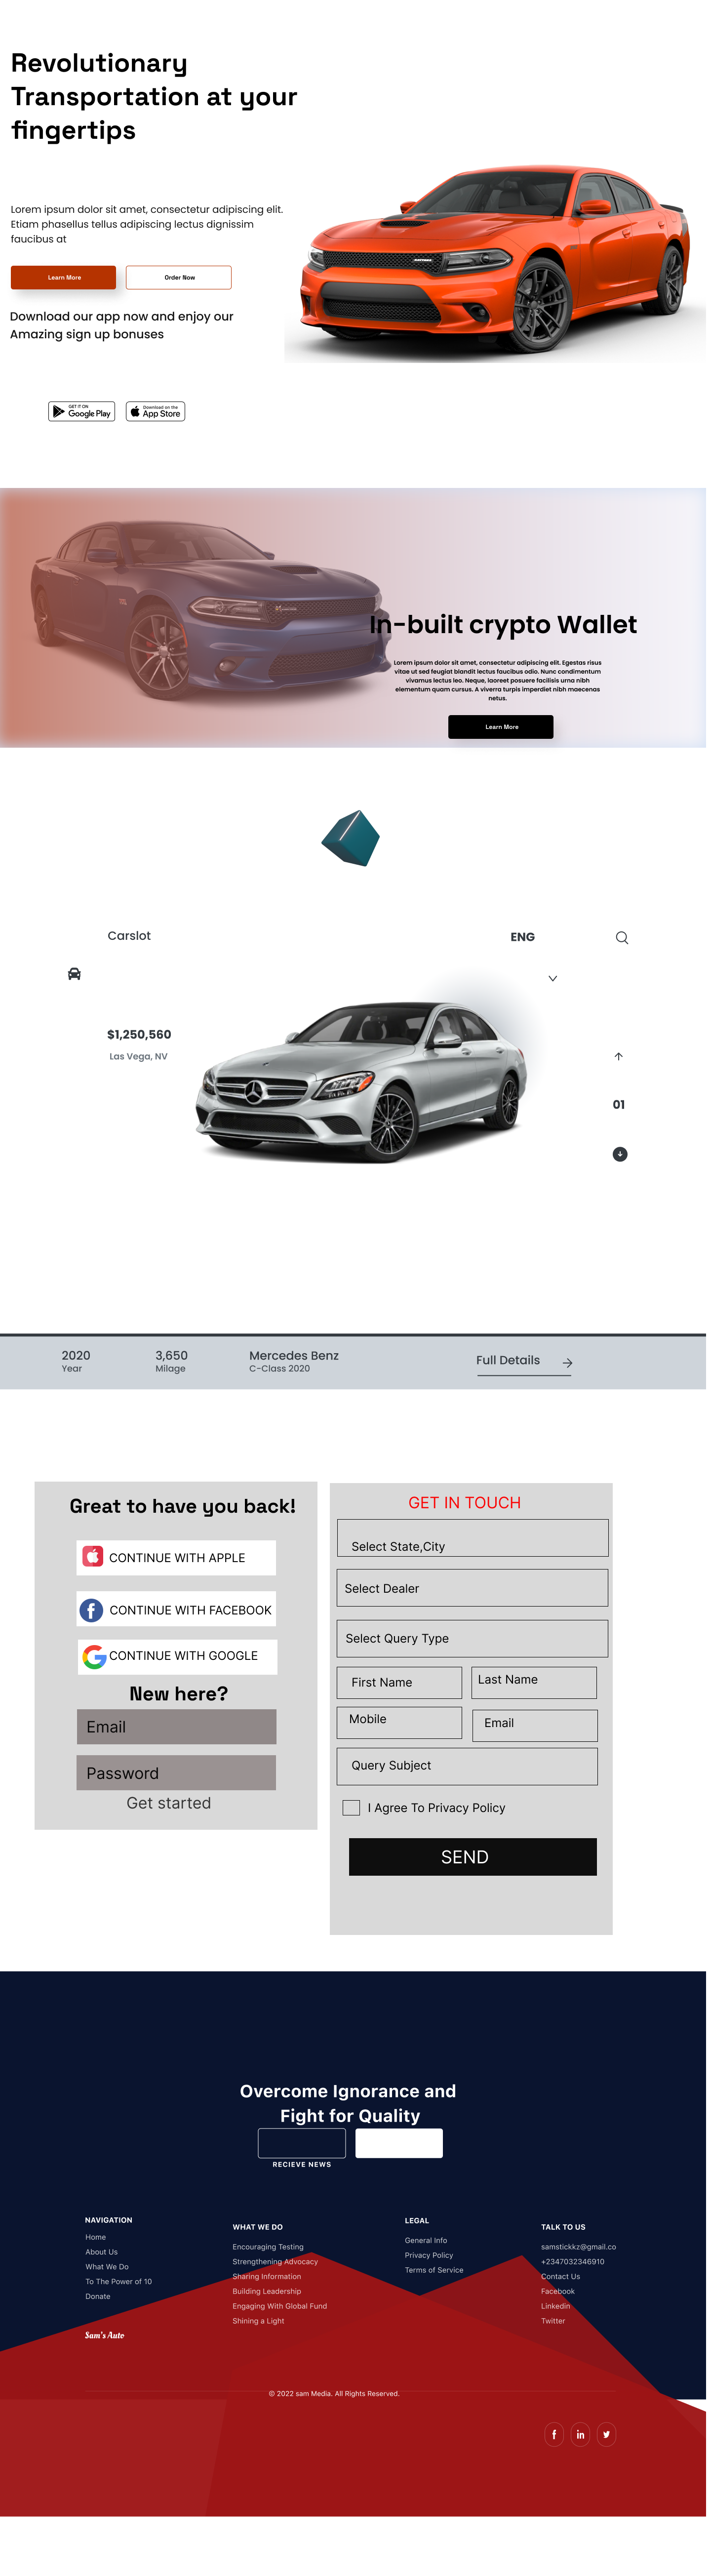 Revolutionary
Transportation at your
fingertips
Lorem ipsum dolor sit amet, consectetur adipiscing elit.
Etiam phasellus tellus adipiscing lectus dignissim
faucibus at
Learn More
Order Now
Download our app now and enjoy our
Amazing sign up bonuses
GET IT ON
Google Play
Download on the
App Store
In-built crypto Wallet
Lorem ipsum dolor sit amet, consectetur adipiscing elit. Egestas risus
vitae ut sed feugiat blandit lectus faucibus odio. Nunc condimentum
vivamus lectus leo. Neque, laoreet posuere facilisis urna nibh
elementum quam cursus. A viverra turpis imperdiet nibh maecenas
netus.
Learn More
Carslot
ENG
$1,250,560
Las Vega, NV
01
2020
Year
3,650
Milage
Mercedes Benz
C-Class 2020
Full Details
Great to have you back!
CONTINUE WITH APPLE
CONTINUE WITH FACEBOOK
CONTINUE WITH GOOGLE
New here?
Email
Password
Get started
GET IN TOUCH
Select State,City
Select Dealer
Select Query Type
First Name
Last Name
Mobile
Email
Query Subject
I Agree To Privacy Policy
SEND
Overcome Ignorance and
Fight for Quality
RECIEVE NEWS
NAVIGATION
Home
About Us
What We Do
To The Power of 10
Donate
Sam's Auto
WHAT WE DO
Encouraging Testing
Strengthening Advocacy
Sharing Information
Building Leadership
Engaging With Global Fund
Shining a Light
LEGAL
General Info
Privacy Policy
Terms of Service
TALK TO US
samstickkz@gmail.co
+2347032346910
Contact Us
Facebook
Linkedin
Twitter
© 2022 sam Media. All Rights Reserved.